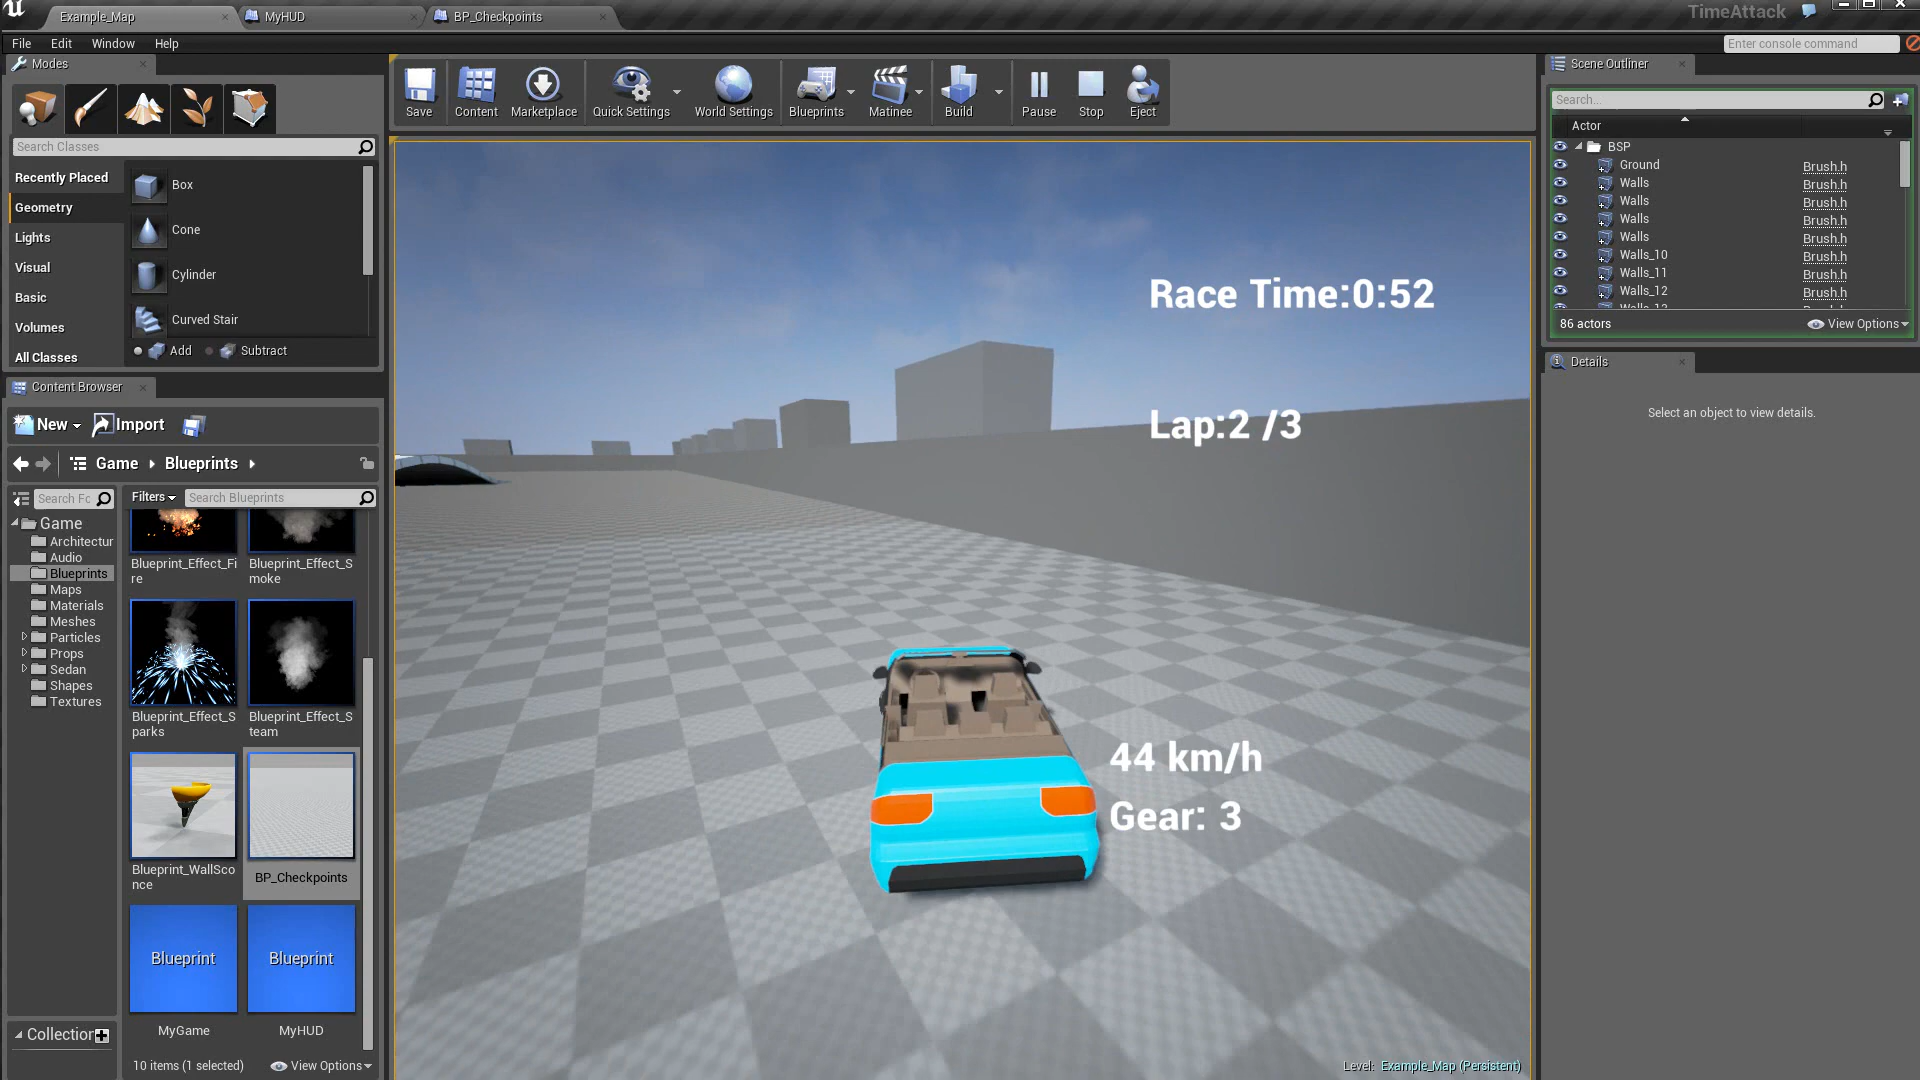 Example_Map
MyHUD
BP_Checkpoints
TimeAttack
File Edit Window Help
Enter console command
Modes
Search Classes
Recently Placed
Geometry
Lights
Visual
Basic
Volumes
All Classes
Box
Cone
Cylinder
Curved Stair
Add Subtract
Save
Content
Marketplace
Quick Settings
World Settings
Blueprints
Matinee
Build
Pause
Stop
Eject
Scene Outliner
Search...
Actor
BSP
Ground Brush.h
Walls Brush.h
Walls Brush.h
Walls Brush.h
Walls Brush.h
Walls_10 Brush.h
Walls_11 Brush.h
Walls_12 Brush.h
86 actors View Options
Details
Select an object to view details.
Content Browser
New Import
Game Blueprints
Search Fc
Filters Search Blueprints
Game
Architectur
Audio
Blueprints
Maps
Materials
Meshes
Particles
Props
Sedan
Shapes
Textures
Collection
Blueprint_Effect_Fi
re
Blueprint_Effect_S
moke
Blueprint_Effect_S
parks
Blueprint_Effect_S
team
Blueprint_WallSco
nce
BP_Checkpoints
Blueprint
MyGame
Blueprint
MyHUD
10 items (1 selected) View Options
Race Time:0:52
Lap:2 /3
44 km/h
Gear: 3
Level: Example_Map (Persistent)